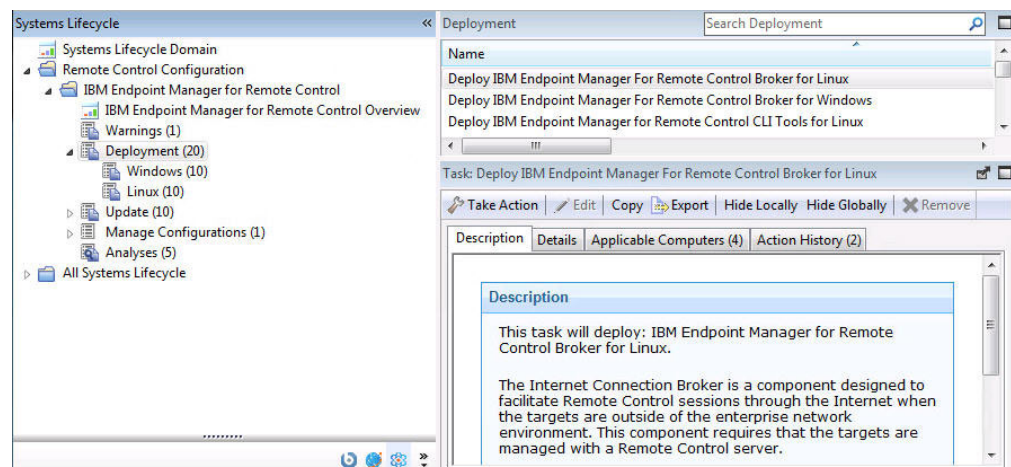 Systems Lifecycle
Systems Lifecycle Domain
Remote Control Configuration
IBM Endpoint Manager for Remote Control
IBM Endpoint Manager for Remote Control Overview
Warnings (1)
Deployment (20)
Windows (10)
Linux (10)
Update (10)
Manage Configurations (1)
Analyses (5)
All Systems Lifecycle
Deployment
Search Deployment
Name
Deploy IBM Endpoint Manager For Remote Control Broker for Linux
Deploy IBM Endpoint Manager For Remote Control Broker for Windows
Deploy IBM Endpoint Manager for Remote Control CLI Tools for Linux
Task: Deploy IBM Endpoint Manager For Remote Control Broker for Linux
Take Action Edit Copy Export Hide Locally Hide Globally Remove
Description Details Applicable Computers (4) Action History (2)
Description
This task will deploy: IBM Endpoint Manager for Remote
Control Broker for Linux.
The Internet Connection Broker is a component designed to
facilitate Remote Control sessions through the Internet when
the targets are outside of the enterprise network
environment. This component requires that the targets are
managed with a Remote Control server.